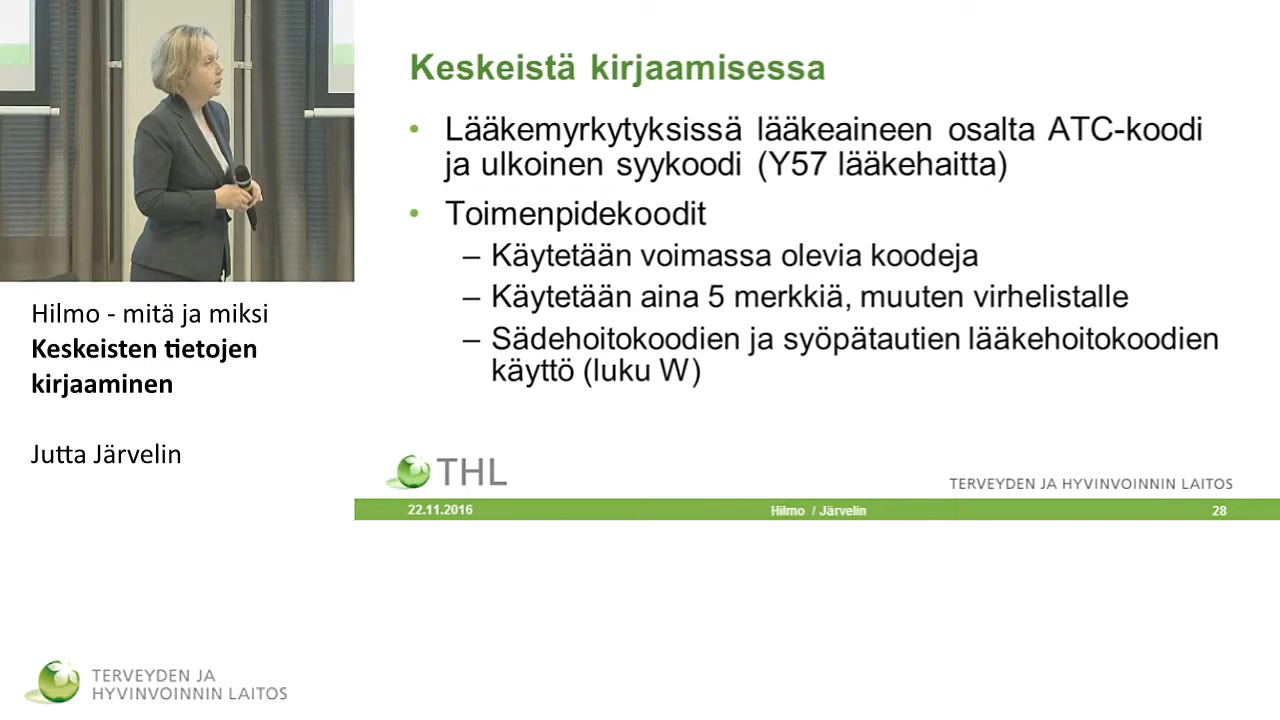 Keskeistä kirjaamisessa
• Lääkemyrkytyksissä lääkeaineen osalta ATC-koodi
ja ulkoinen syykoodi (Y57 lääkehaitta)
• Toimenpidekoodit
– Käytetään voimassa olevia koodeja
– Käytetään aina 5 merkkiä, muuten virhelistalle
– Sädehoitokoodien ja syöpätautien lääkehoitokoodien
käyttö (luku W)
THL
TERVEYDEN JA HYVINVOINNIN LAITOS
22.11.2016 Hilmo / Järvelin 28
Hilmo - mitä ja miksi
Keskeisten tietojen
kirjaaminen
Jutta Järvelin
TERVEYDEN JA
HYVINVOINNIN LAITOS